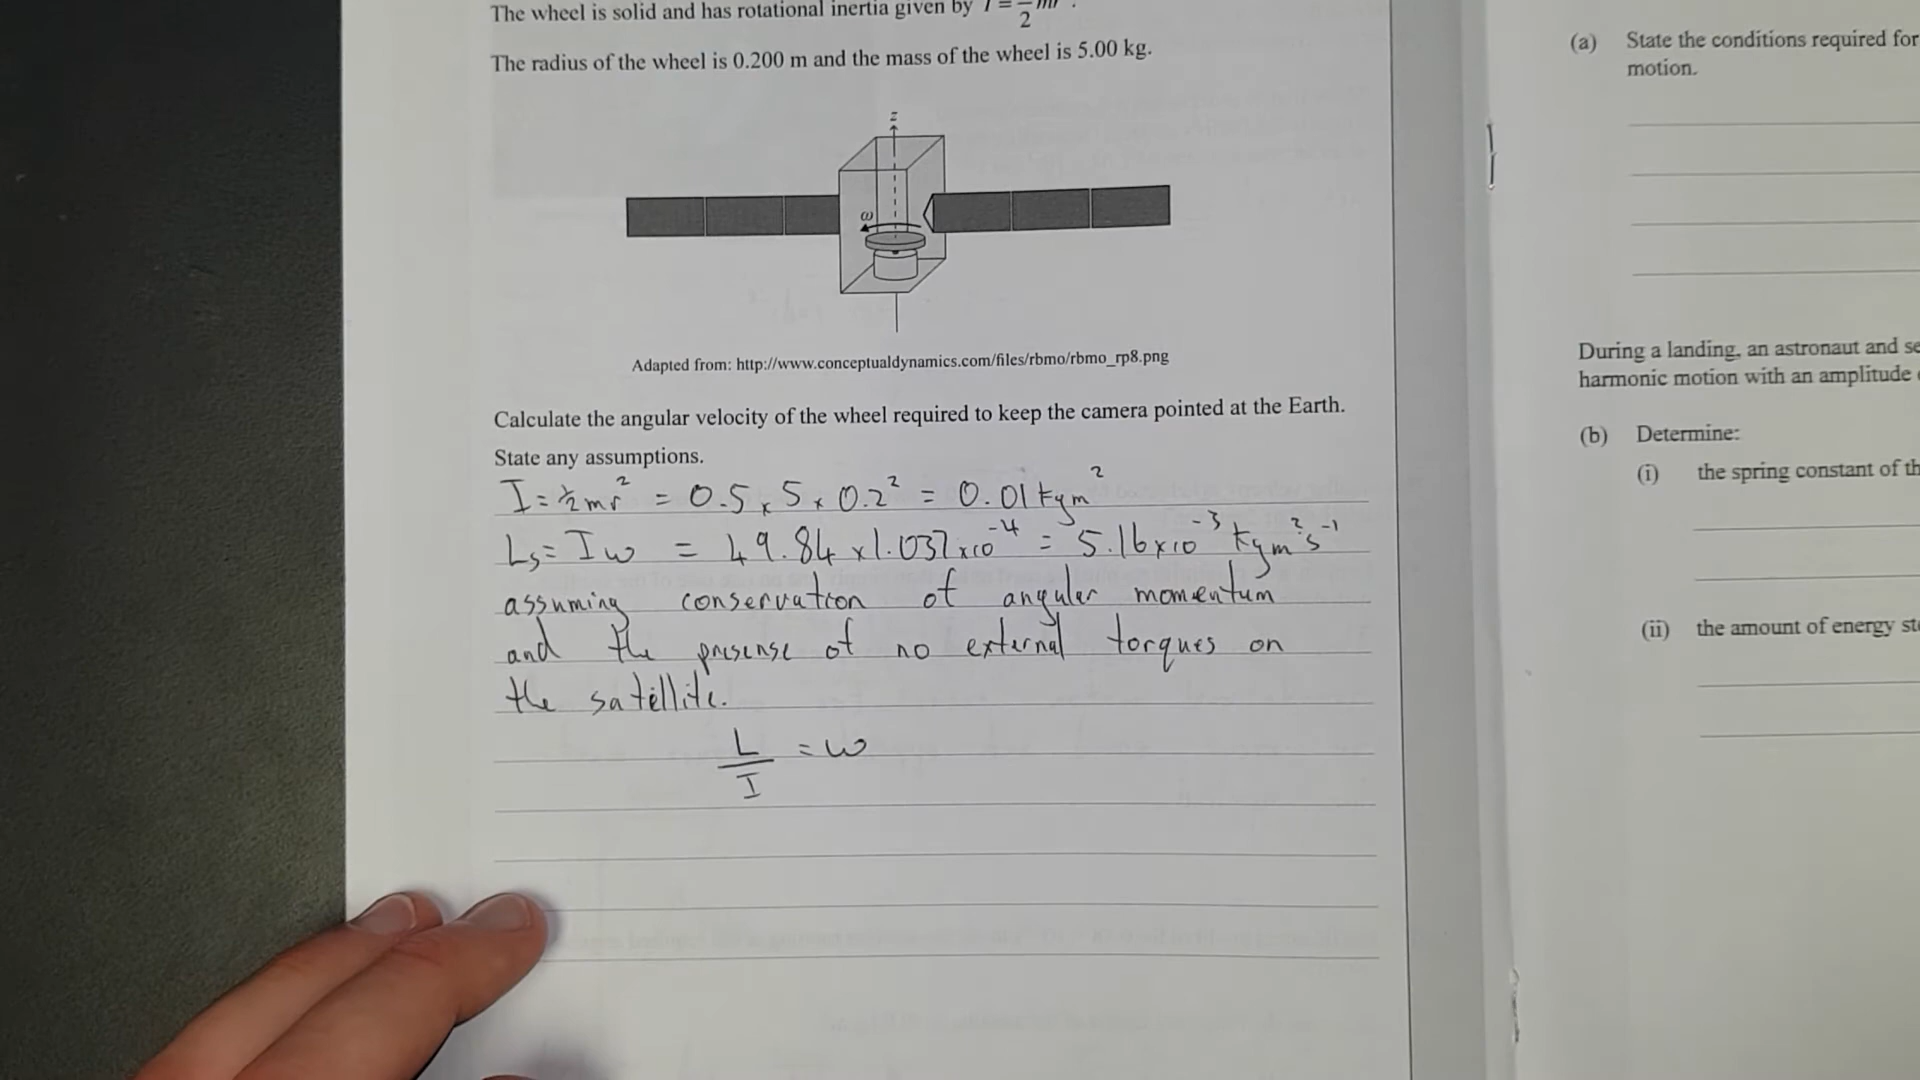 The wheel is solid and has rotational inertia given by I = 1/2 mr².
The radius of the wheel is 0.200 m and the mass of the wheel is 5.00 kg.
z
ω
Adapted from: http://www.conceptualdynamics.com/files/rbmo/rbmo_rp8.png
Calculate the angular velocity of the wheel required to keep the camera pointed at the Earth.
State any assumptions.
I = ½mr² = 0.5 × 5 × 0.2² = 0.01 kgm²
Ls = Iω = 49.84 × 1.037 × 10⁻⁴ = 5.16 × 10⁻³ kgm²s⁻¹
assuming conservation of angular momentum
and the presense of no external torques on
the satellite.
L/I = ω
(a) State the conditions required for
motion.
During a landing, an astronaut and se
harmonic motion with an amplitude
(b) Determine:
(i) the spring constant of th
(ii) the amount of energy st